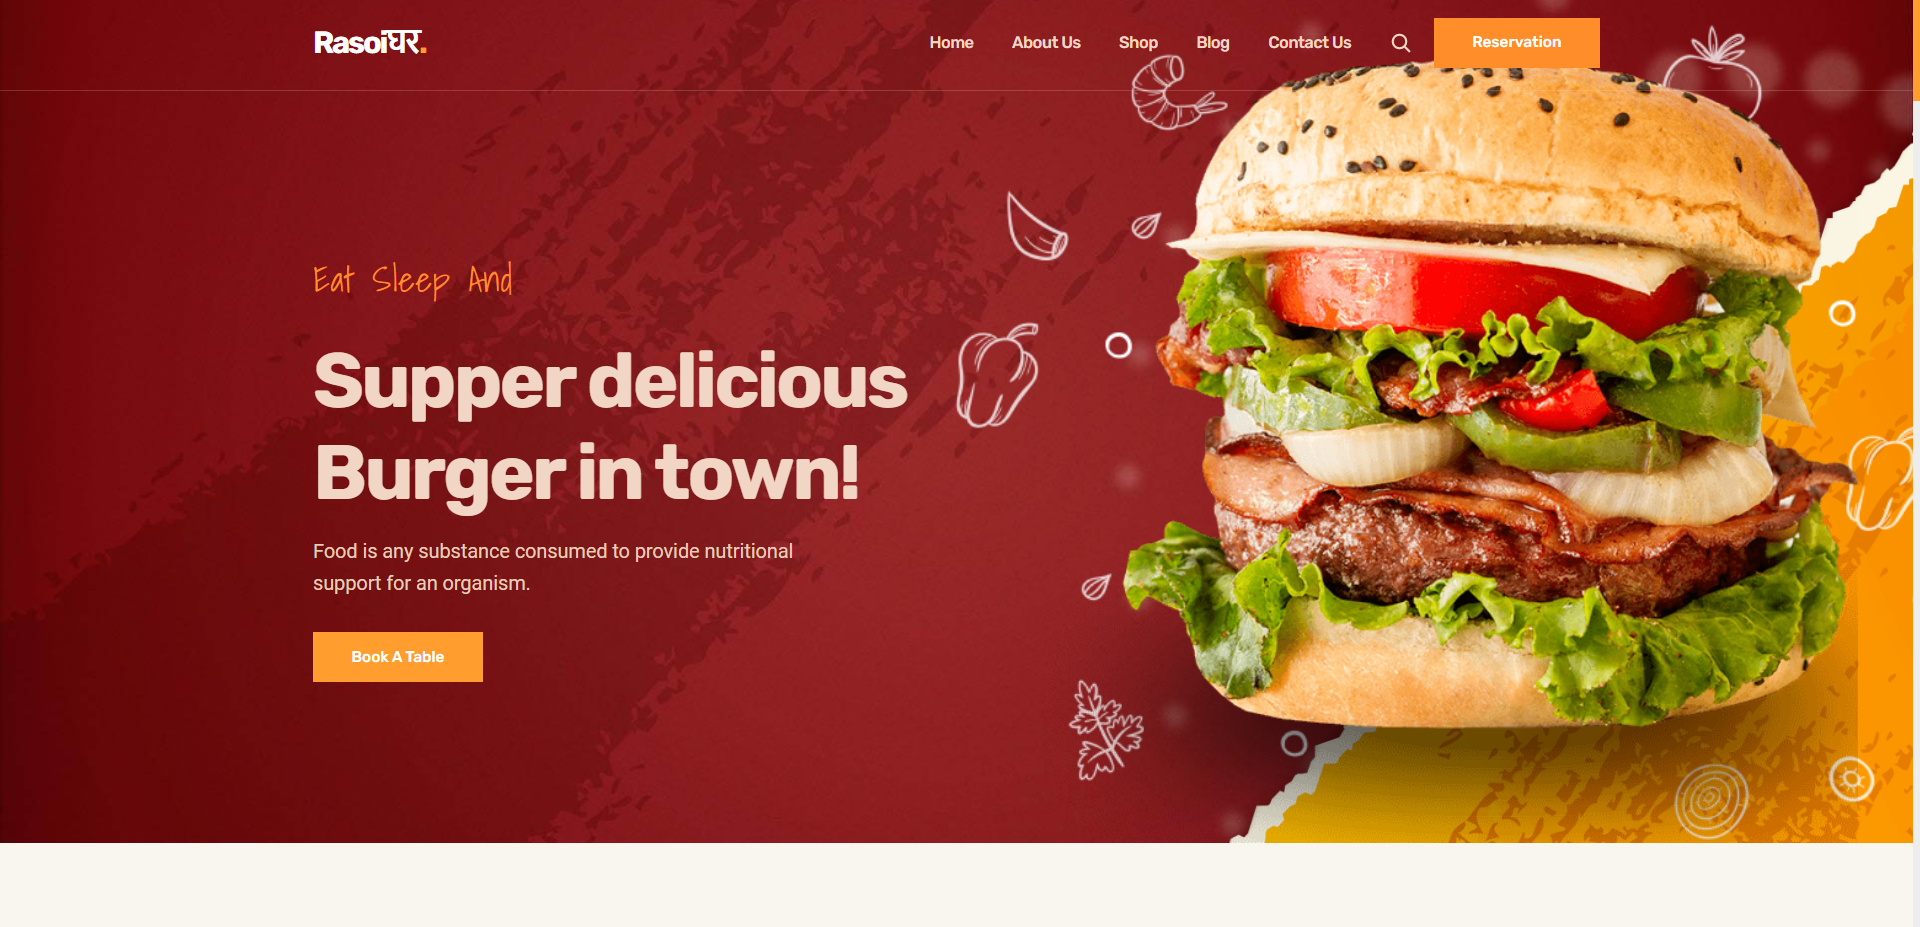 Rasoiघर.
Home About Us Shop Blog Contact Us Reservation
Eat Sleep And
Supper delicious
Burger in town!
Food is any substance consumed to provide nutritional
support for an organism.
Book A Table